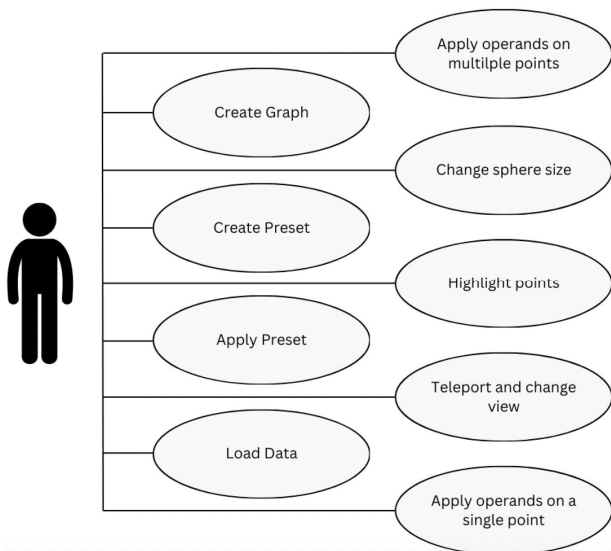 Apply operands on
multilple points
Create Graph
Change sphere size
Create Preset
Highlight points
Apply Preset
Teleport and change
view
Load Data
Apply operands on a
single point